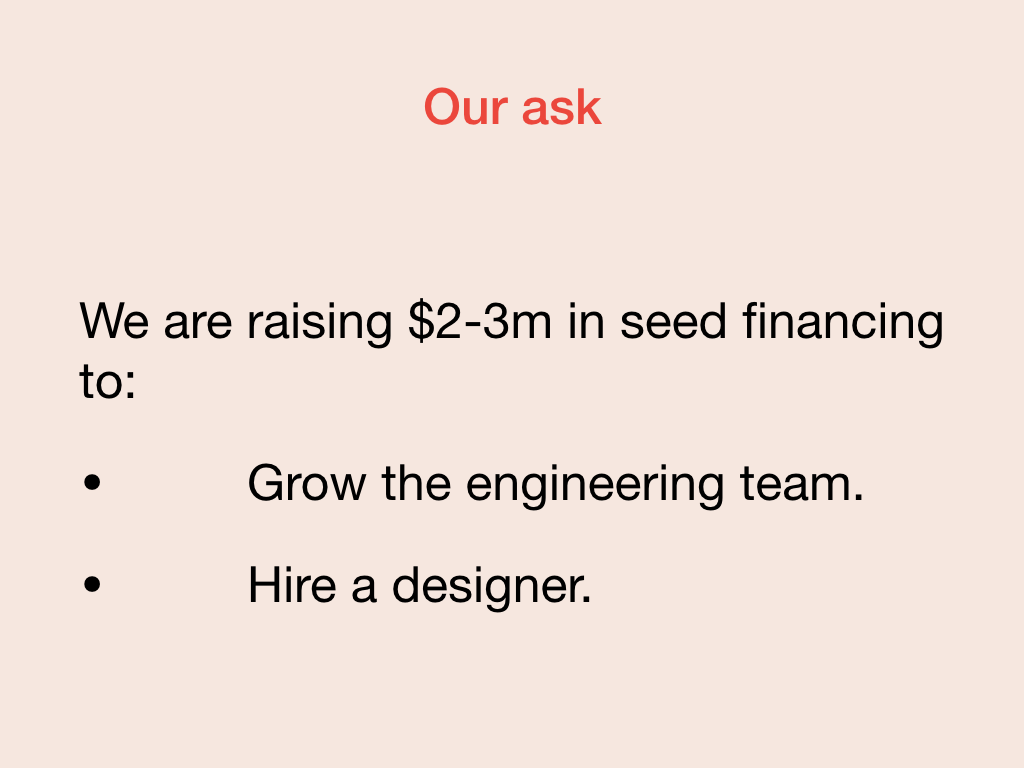 Our ask
We are raising $2-3m in seed financing
to:
• Grow the engineering team.
• Hire a designer.